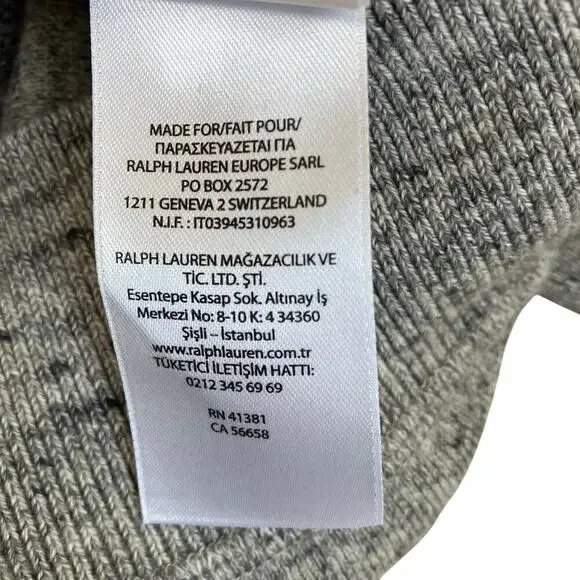 MADE FOR/FAIT POUR/
ΠΑΡΑΣΚΕΥΑΖΕΤΑΙ ΓΙΑ
RALPH LAUREN EUROPE SARL
PO BOX 2572
1211 GENEVA 2 SWITZERLAND
N.I.F. : IT03945310963
RALPH LAUREN MAĞAZACILIK VE
TİC. LTD. ŞTİ.
Esentepe Kasap Sok. Altınay İş
Merkezi No: 8-10 K: 4 34360
Şişli – İstanbul
www.ralphlauren.com.tr
TÜKETİCİ İLETİŞİM HATTI:
0212 345 69 69
RN 41381
CA 56658